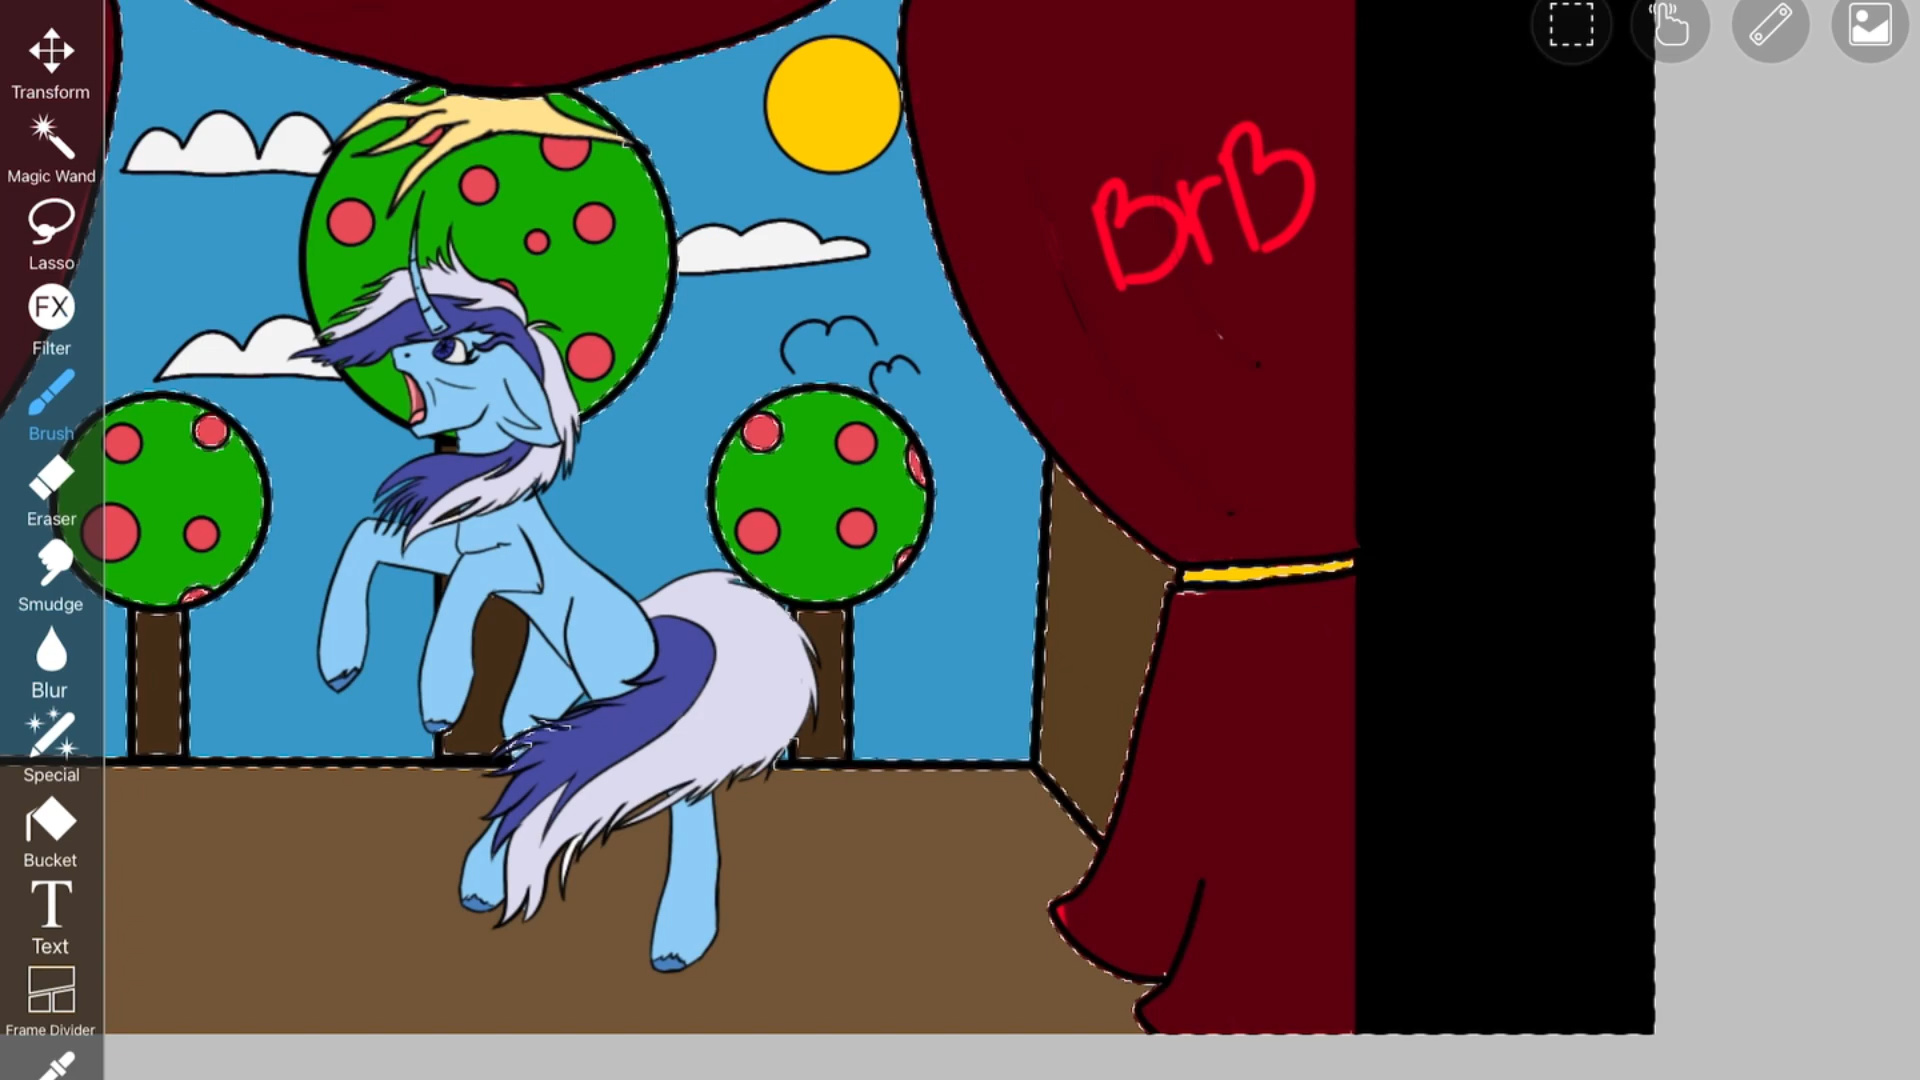 Transform
Magic Wand
Lasso
FX
Filter
Brush
Eraser
Smudge
Blur
Special
Bucket
T
Text
Frame Divider
BrB